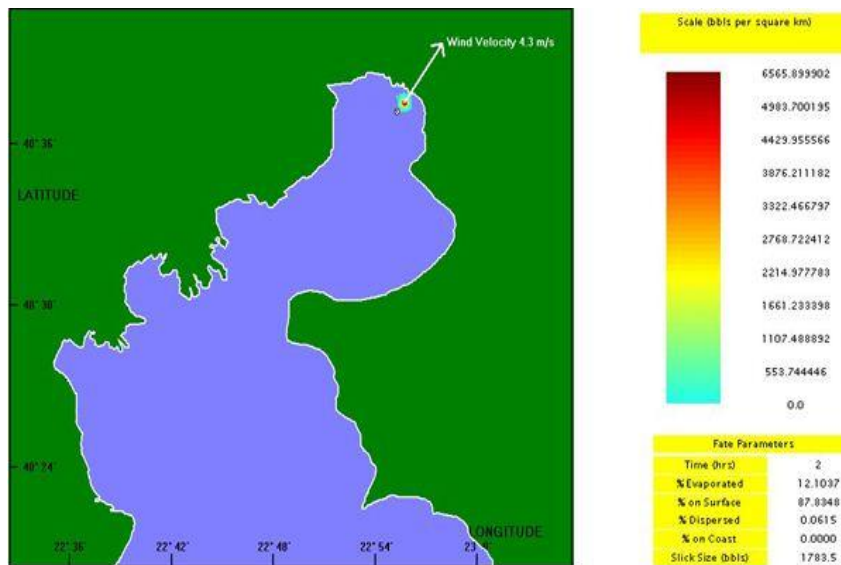 Wind Velocity 4.3 m/s
40° 36'
LATITUDE
40° 30'
40° 24'
LONGITUDE
22° 36'
22° 42'
22° 48'
22° 54'
23° 0'
Scale (bbls per square km)
6565.899902
4983.700195
4429.955566
3876.211182
3322.466797
2768.722412
2214.977783
1661.233398
1107.488892
553.744446
0.0
Fate Parameters
Time (hrs) 2
% Evaporated 12.1037
% on Surface 87.8348
% Dispersed 0.0615
% on Coast 0.0000
Slick Size (bbls) 1783.5